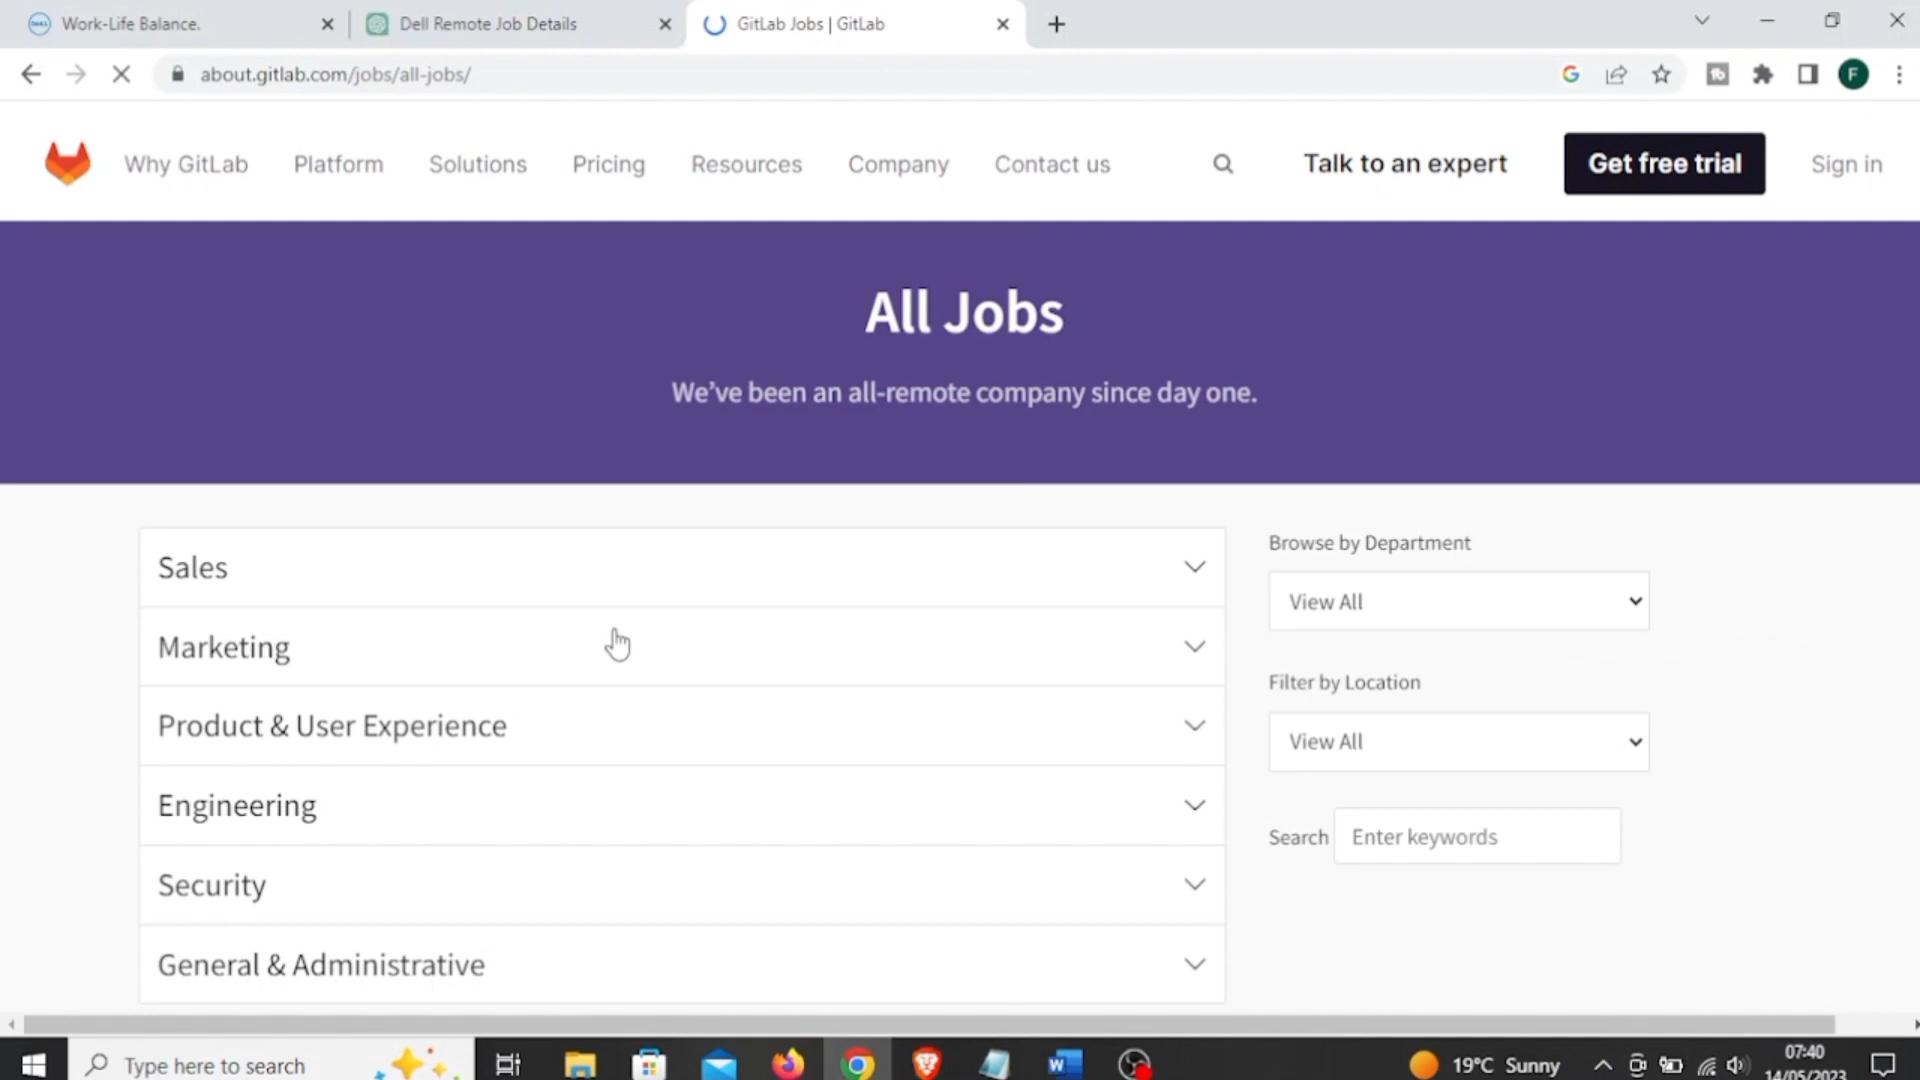 Work-Life Balance.
Dell Remote Job Details
GitLab Jobs | GitLab
about.gitlab.com/jobs/all-jobs/
F
Why GitLab
Platform
Solutions
Pricing
Resources
Company
Contact us
Talk to an expert
Get free trial
Sign in
All Jobs
We've been an all-remote company since day one.
Sales
Marketing
Product & User Experience
Engineering
Security
General & Administrative
Browse by Department
View All
Filter by Location
View All
Search
Enter keywords
Type here to search
19°C Sunny
07:40
14/05/2023